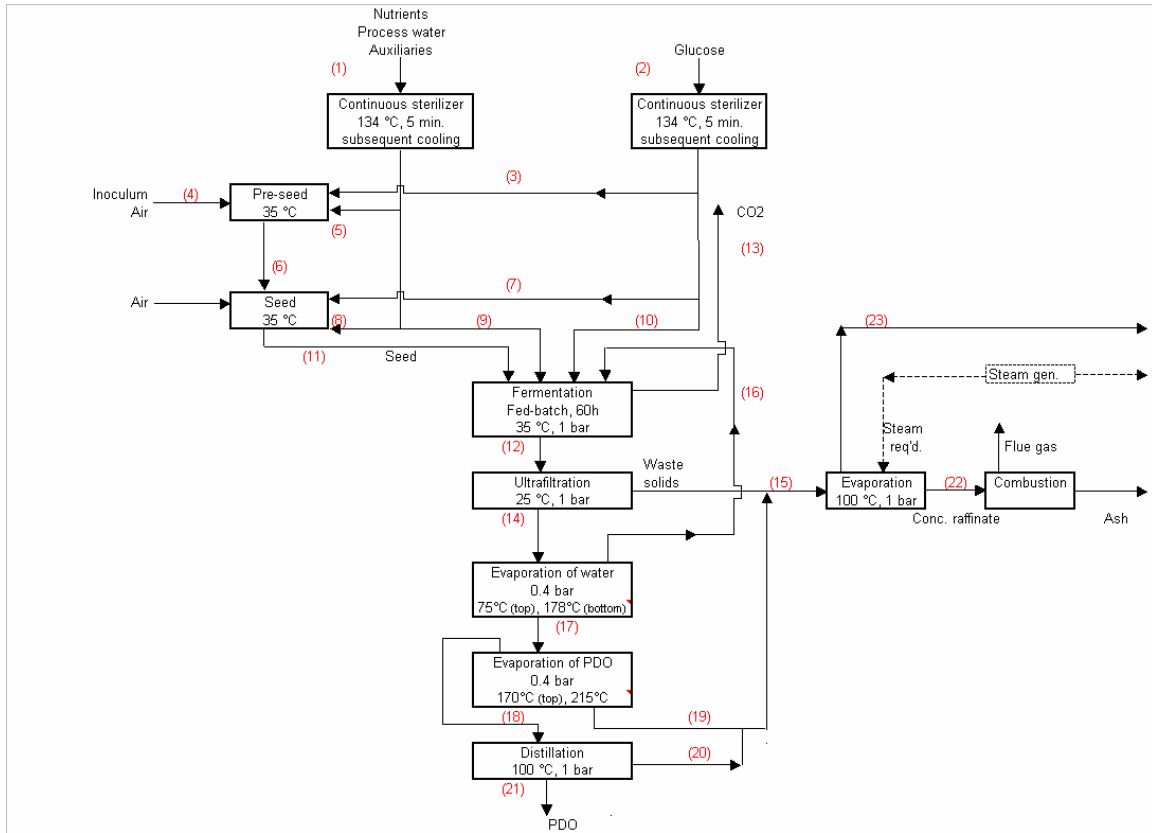 Nutrients
Process water
Auxiliaries
Glucose
(1)
(2)
Continuous sterilizer
134 °C, 5 min.
subsequent cooling
Continuous sterilizer
134 °C, 5 min.
subsequent cooling
(3)
Inoculum
Air
(4)
Pre-seed
35 °C
(5)
CO2
(13)
(6)
(7)
Air
Seed
35 °C
(8)
(9)
(10)
(23)
(11)
Seed
Steam gen.
Fermentation
Fed-batch, 60h
35 °C, 1 bar
(16)
(12)
Steam
req'd.
Flue gas
Waste
solids
Ultrafiltration
25 °C, 1 bar
(15)
Evaporation
100 °C, 1 bar
(22)
Combustion
(14)
Conc. raffinate
Ash
Evaporation of water
0.4 bar
75°C (top), 178°C (bottom)
(17)
Evaporation of PDO
0.4 bar
170°C (top), 215°C
(18)
(19)
Distillation
100 °C, 1 bar
(20)
(21)
PDO